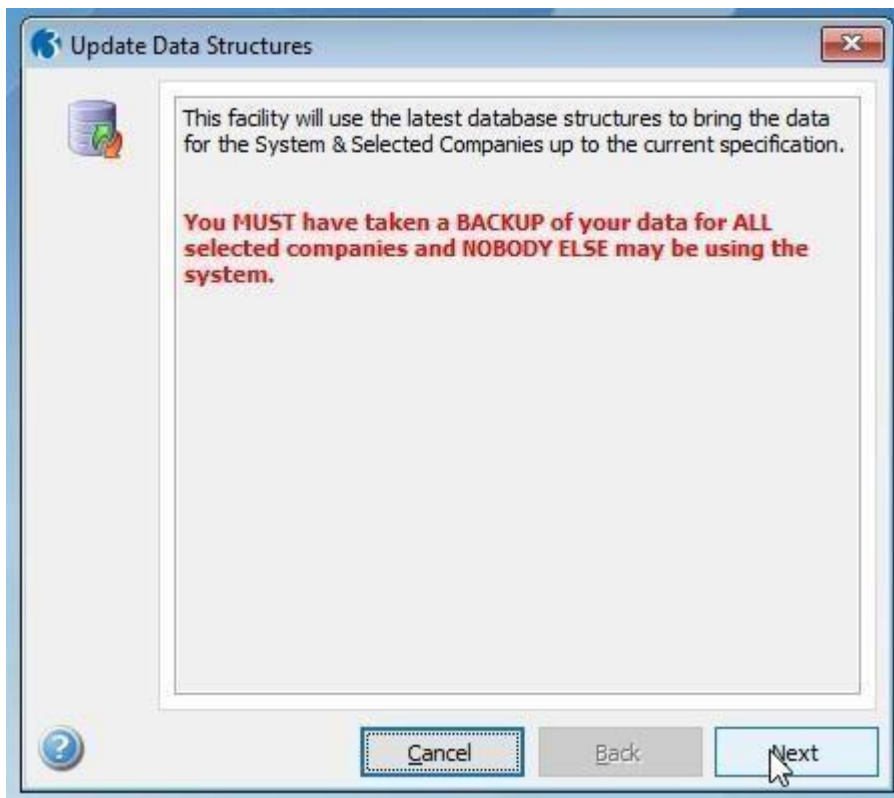 Update Data Structures
This facility will use the latest database structures to bring the data
for the System & Selected Companies up to the current specification.
You MUST have taken a BACKUP of your data for ALL
selected companies and NOBODY ELSE may be using the
system.
Cancel Back Next